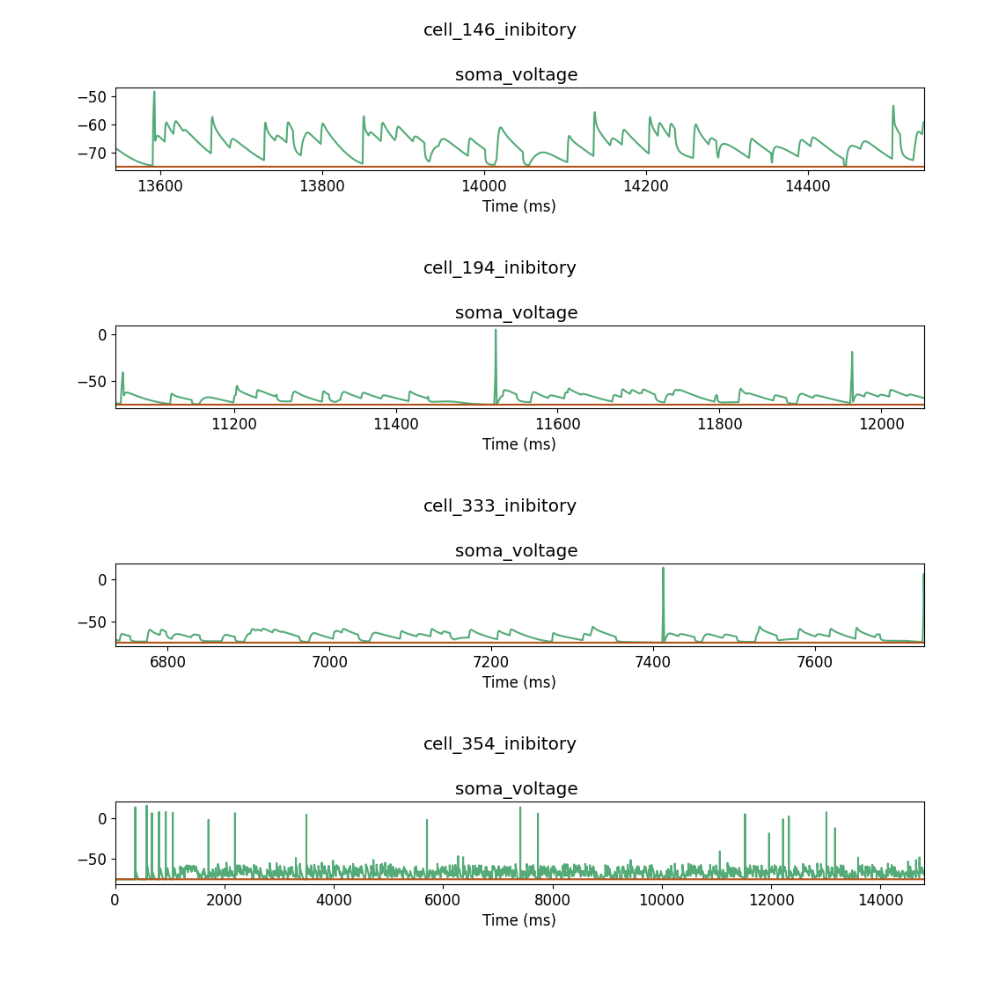 cell_146_inibitory
soma_voltage
−50
−60
−70
13600 13800 14000 14200 14400
Time (ms)
cell_194_inibitory
soma_voltage
0
−50
11200 11400 11600 11800 12000
Time (ms)
cell_333_inibitory
soma_voltage
0
−50
6800 7000 7200 7400 7600
Time (ms)
cell_354_inibitory
soma_voltage
0
−50
0 2000 4000 6000 8000 10000 12000 14000
Time (ms)